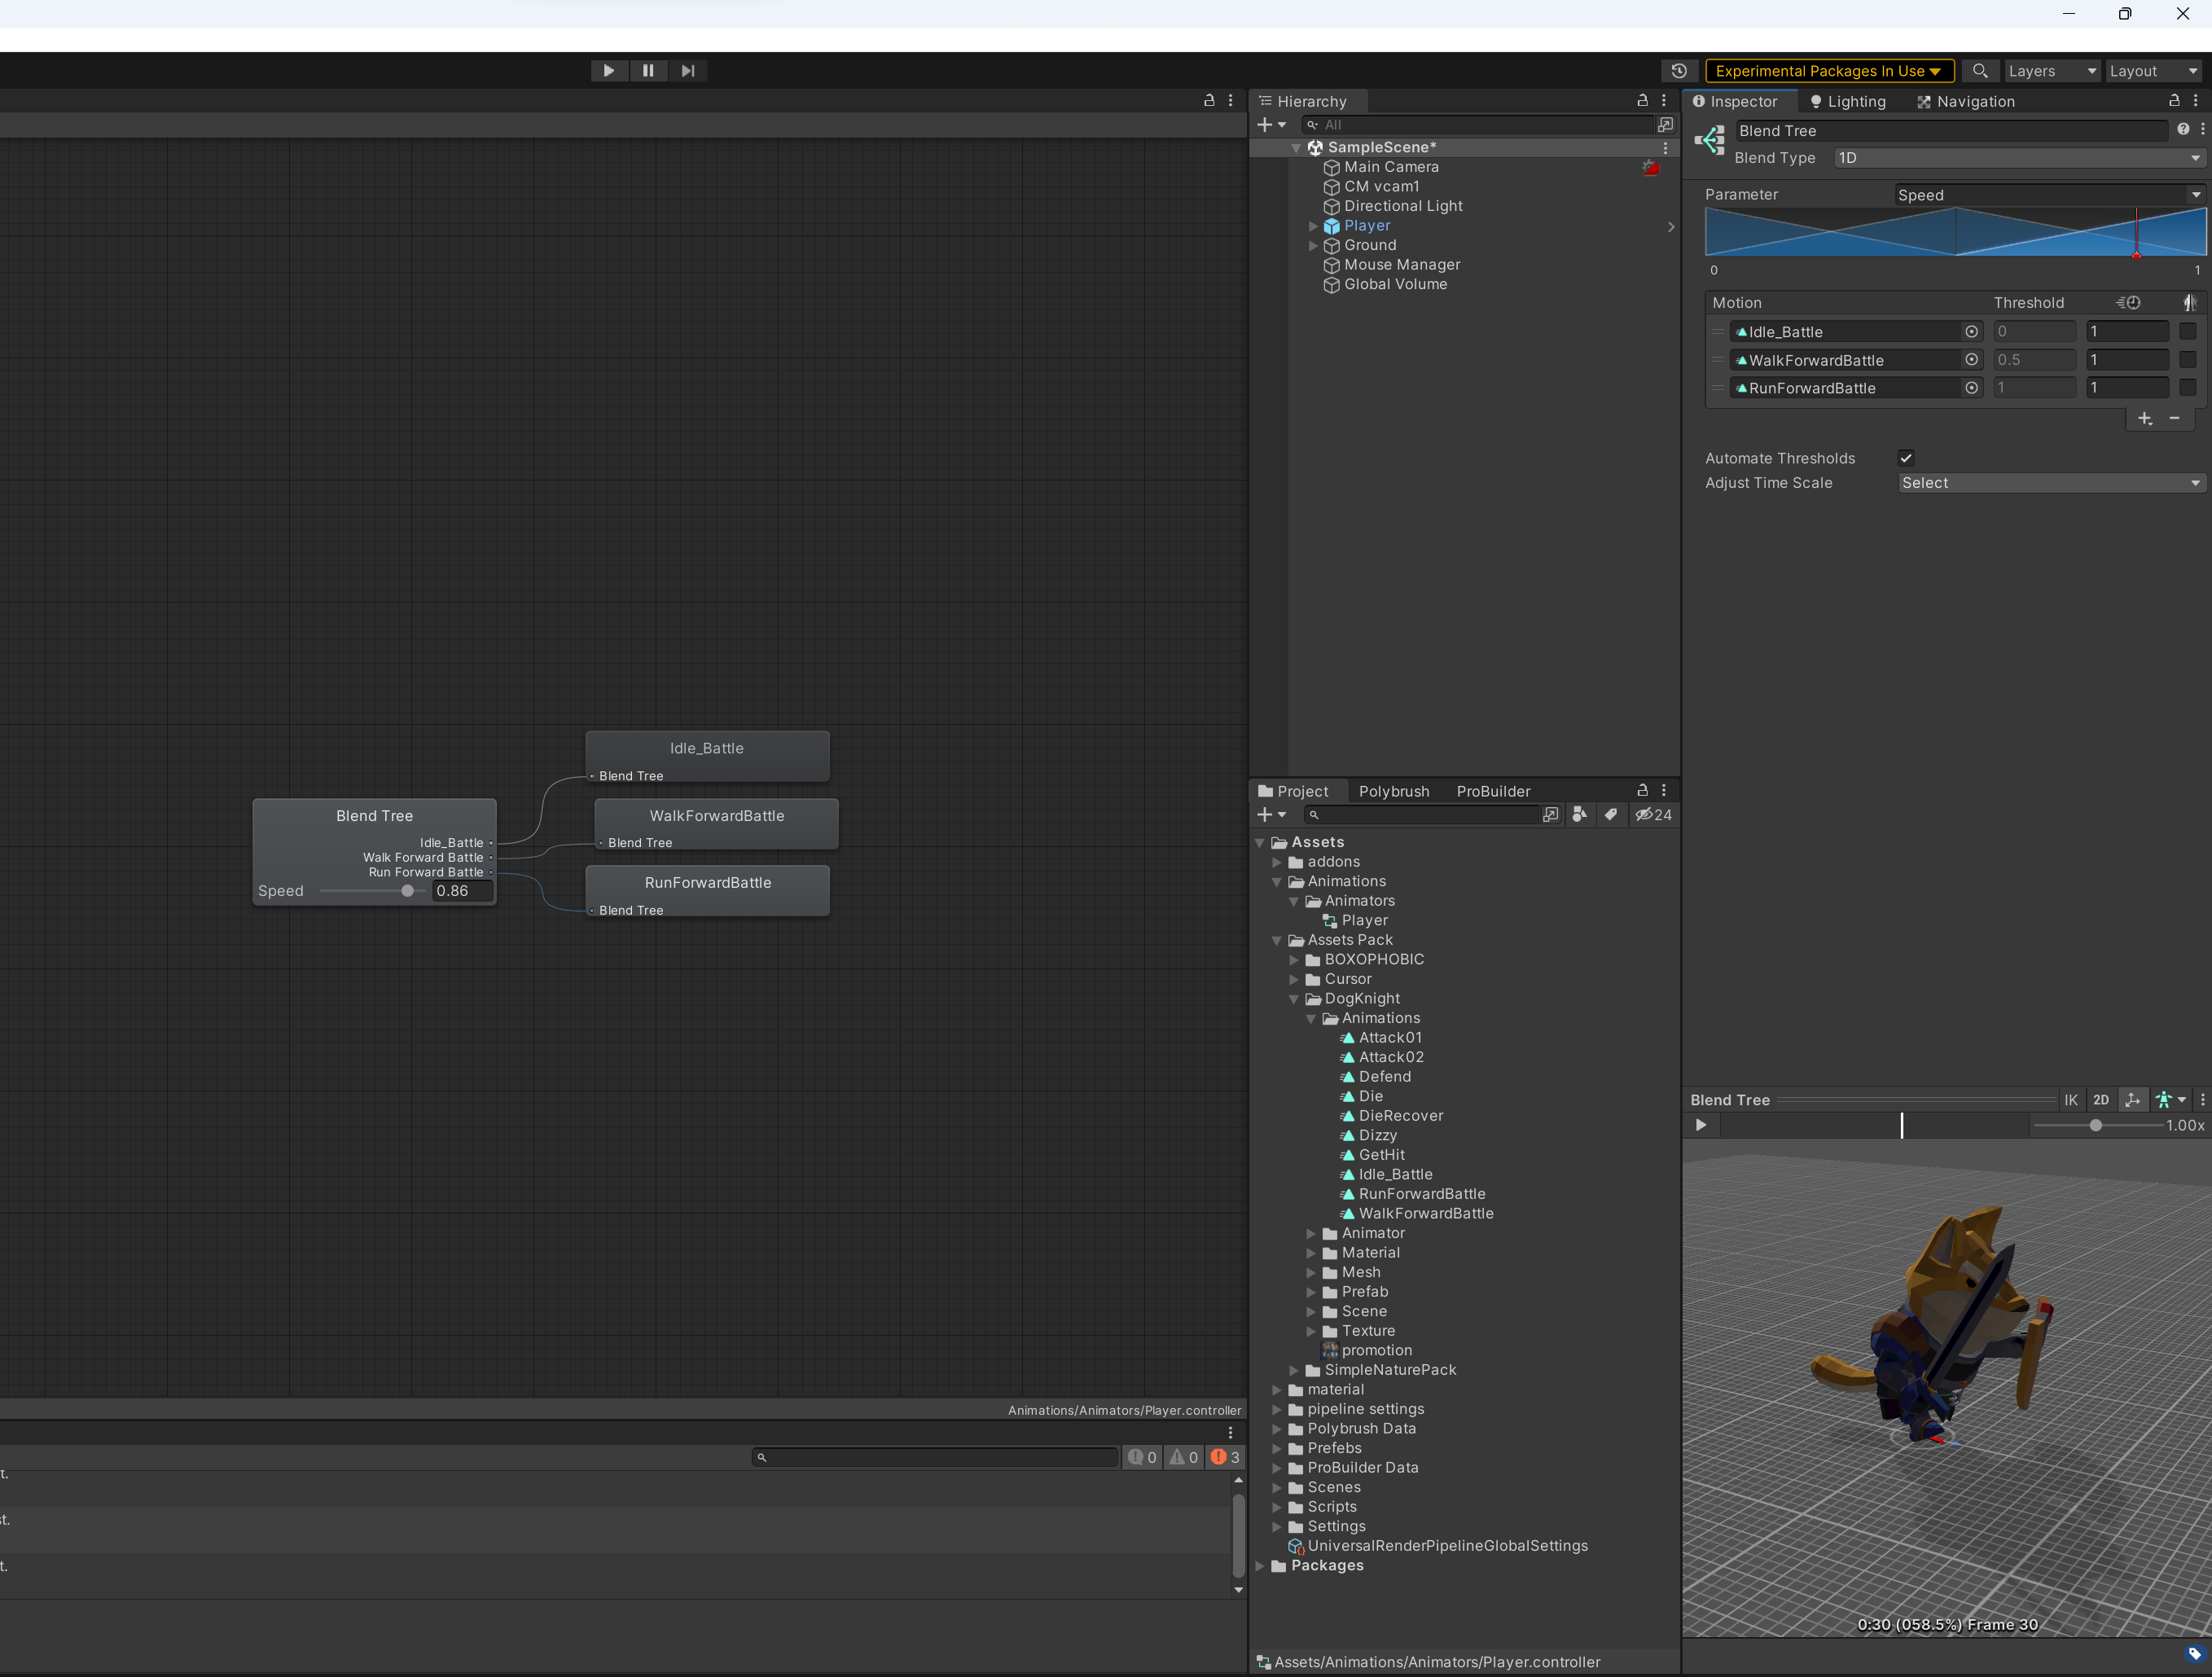 Experimental Packages In Use
Layers
Layout
Hierarchy
All
SampleScene*
Main Camera
CM vcam1
Directional Light
Player
Ground
Mouse Manager
Global Volume
Inspector
Lighting
Navigation
Blend Tree
Blend Type
1D
Parameter
Speed
0
1
Motion
Threshold
Idle_Battle
0
1
WalkForwardBattle
0.5
1
RunForwardBattle
1
1
Automate Thresholds
Adjust Time Scale
Select
Idle_Battle
Blend Tree
WalkForwardBattle
Blend Tree
RunForwardBattle
Blend Tree
Blend Tree
Idle_Battle
Walk Forward Battle
Run Forward Battle
Speed
0.86
Animations/Animators/Player.controller
0
0
3
t.
st.
t.
Project
Polybrush
ProBuilder
24
Assets
addons
Animations
Animators
Player
Assets Pack
BOXOPHOBIC
Cursor
DogKnight
Animations
Attack01
Attack02
Defend
Die
DieRecover
Dizzy
GetHit
Idle_Battle
RunForwardBattle
WalkForwardBattle
Animator
Material
Mesh
Prefab
Scene
Texture
promotion
SimpleNaturePack
material
pipeline settings
Polybrush Data
Prefebs
ProBuilder Data
Scenes
Scripts
Settings
UniversalRenderPipelineGlobalSettings
Packages
Assets/Animations/Animators/Player.controller
Blend Tree
IK
2D
1.00x
0:30 (058.5%) Frame 30